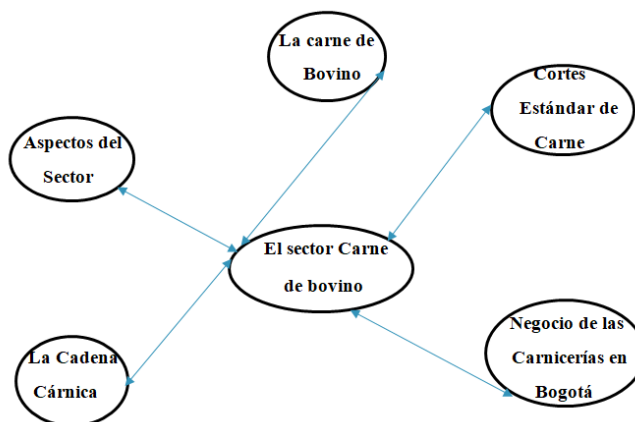 La carne de
Bovino
Cortes
Estándar de
Carne
Aspectos del
Sector
El sector Carne
de bovino
La Cadena
Cárnica
Negocio de las
Carnicerías en
Bogotá